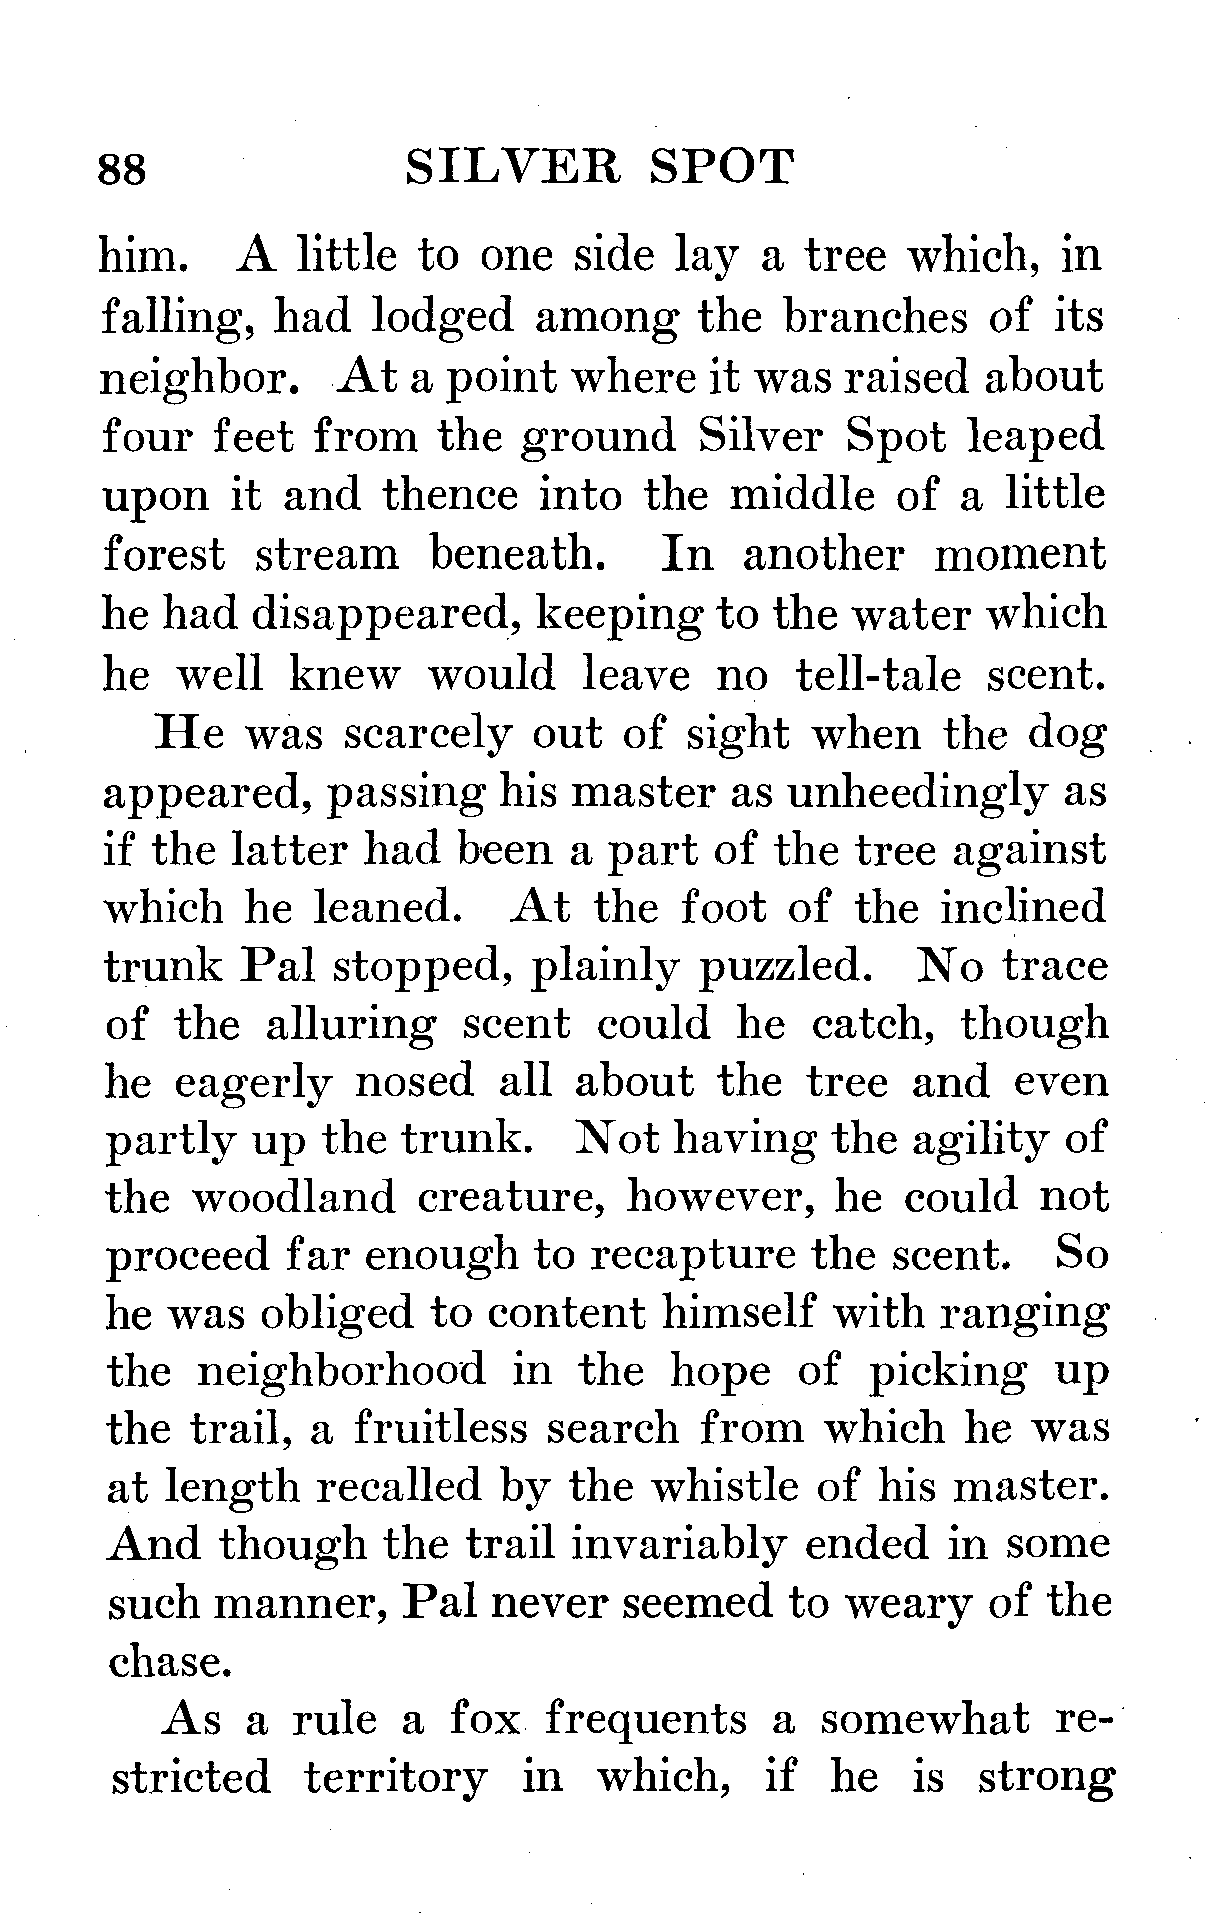 88 SILVER SPOT
him. A little to one side lay a tree which, in
falling, had lodged among the branches of its
neighbor. At a point where it was raised about
four feet from the ground Silver Spot leaped
upon it and thence into the middle of a little
forest stream beneath. In another moment
he had disappeared, keeping to the water which
he well knew would leave no tell-tale scent.
He was scarcely out of sight when the dog
appeared, passing his master as unheedingly as
if the latter had been a part of the tree against
which he leaned. At the foot of the inclined
trunk Pal stopped, plainly puzzled. No trace
of the alluring scent could he catch, though
he eagerly nosed all about the tree and even
partly up the trunk. Not having the agility of
the woodland creature, however, he could not
proceed far enough to recapture the scent. So
he was obliged to content himself with ranging
the neighborhood in the hope of picking up
the trail, a fruitless search from which he was
at length recalled by the whistle of his master.
And though the trail invariably ended in some
such manner, Pal never seemed to weary of the
chase.
As a rule a fox frequents a somewhat re-
stricted territory in which, if he is strong